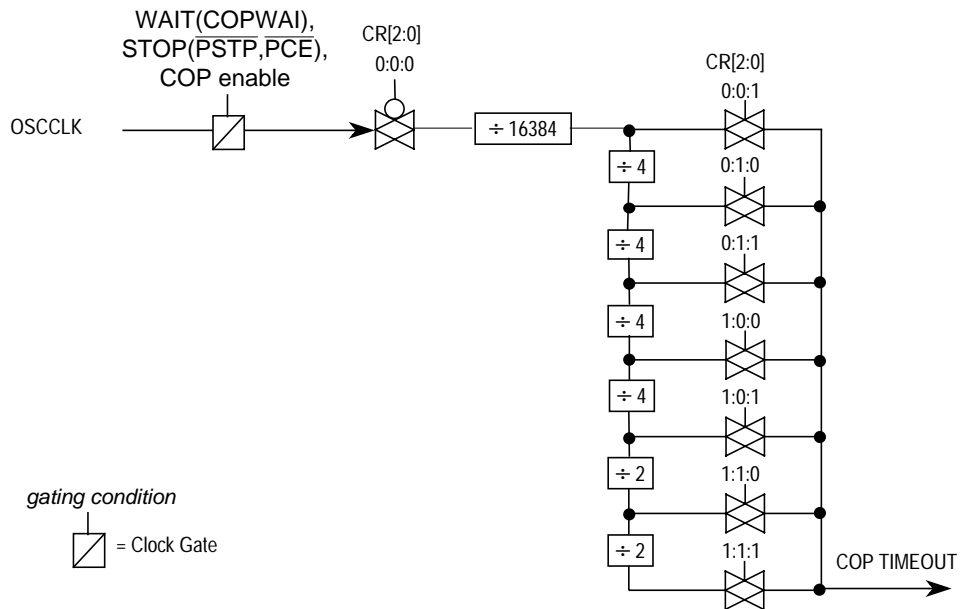 WAIT(COPWAI),
STOP(PSTP,PCE),
COP enable
CR[2:0]
0:0:0
CR[2:0]
0:0:1
OSCCLK
÷ 16384
÷ 4
0:1:0
÷ 4
0:1:1
÷ 4
1:0:0
÷ 4
1:0:1
÷ 2
1:1:0
gating condition
= Clock Gate
÷ 2
1:1:1
COP TIMEOUT